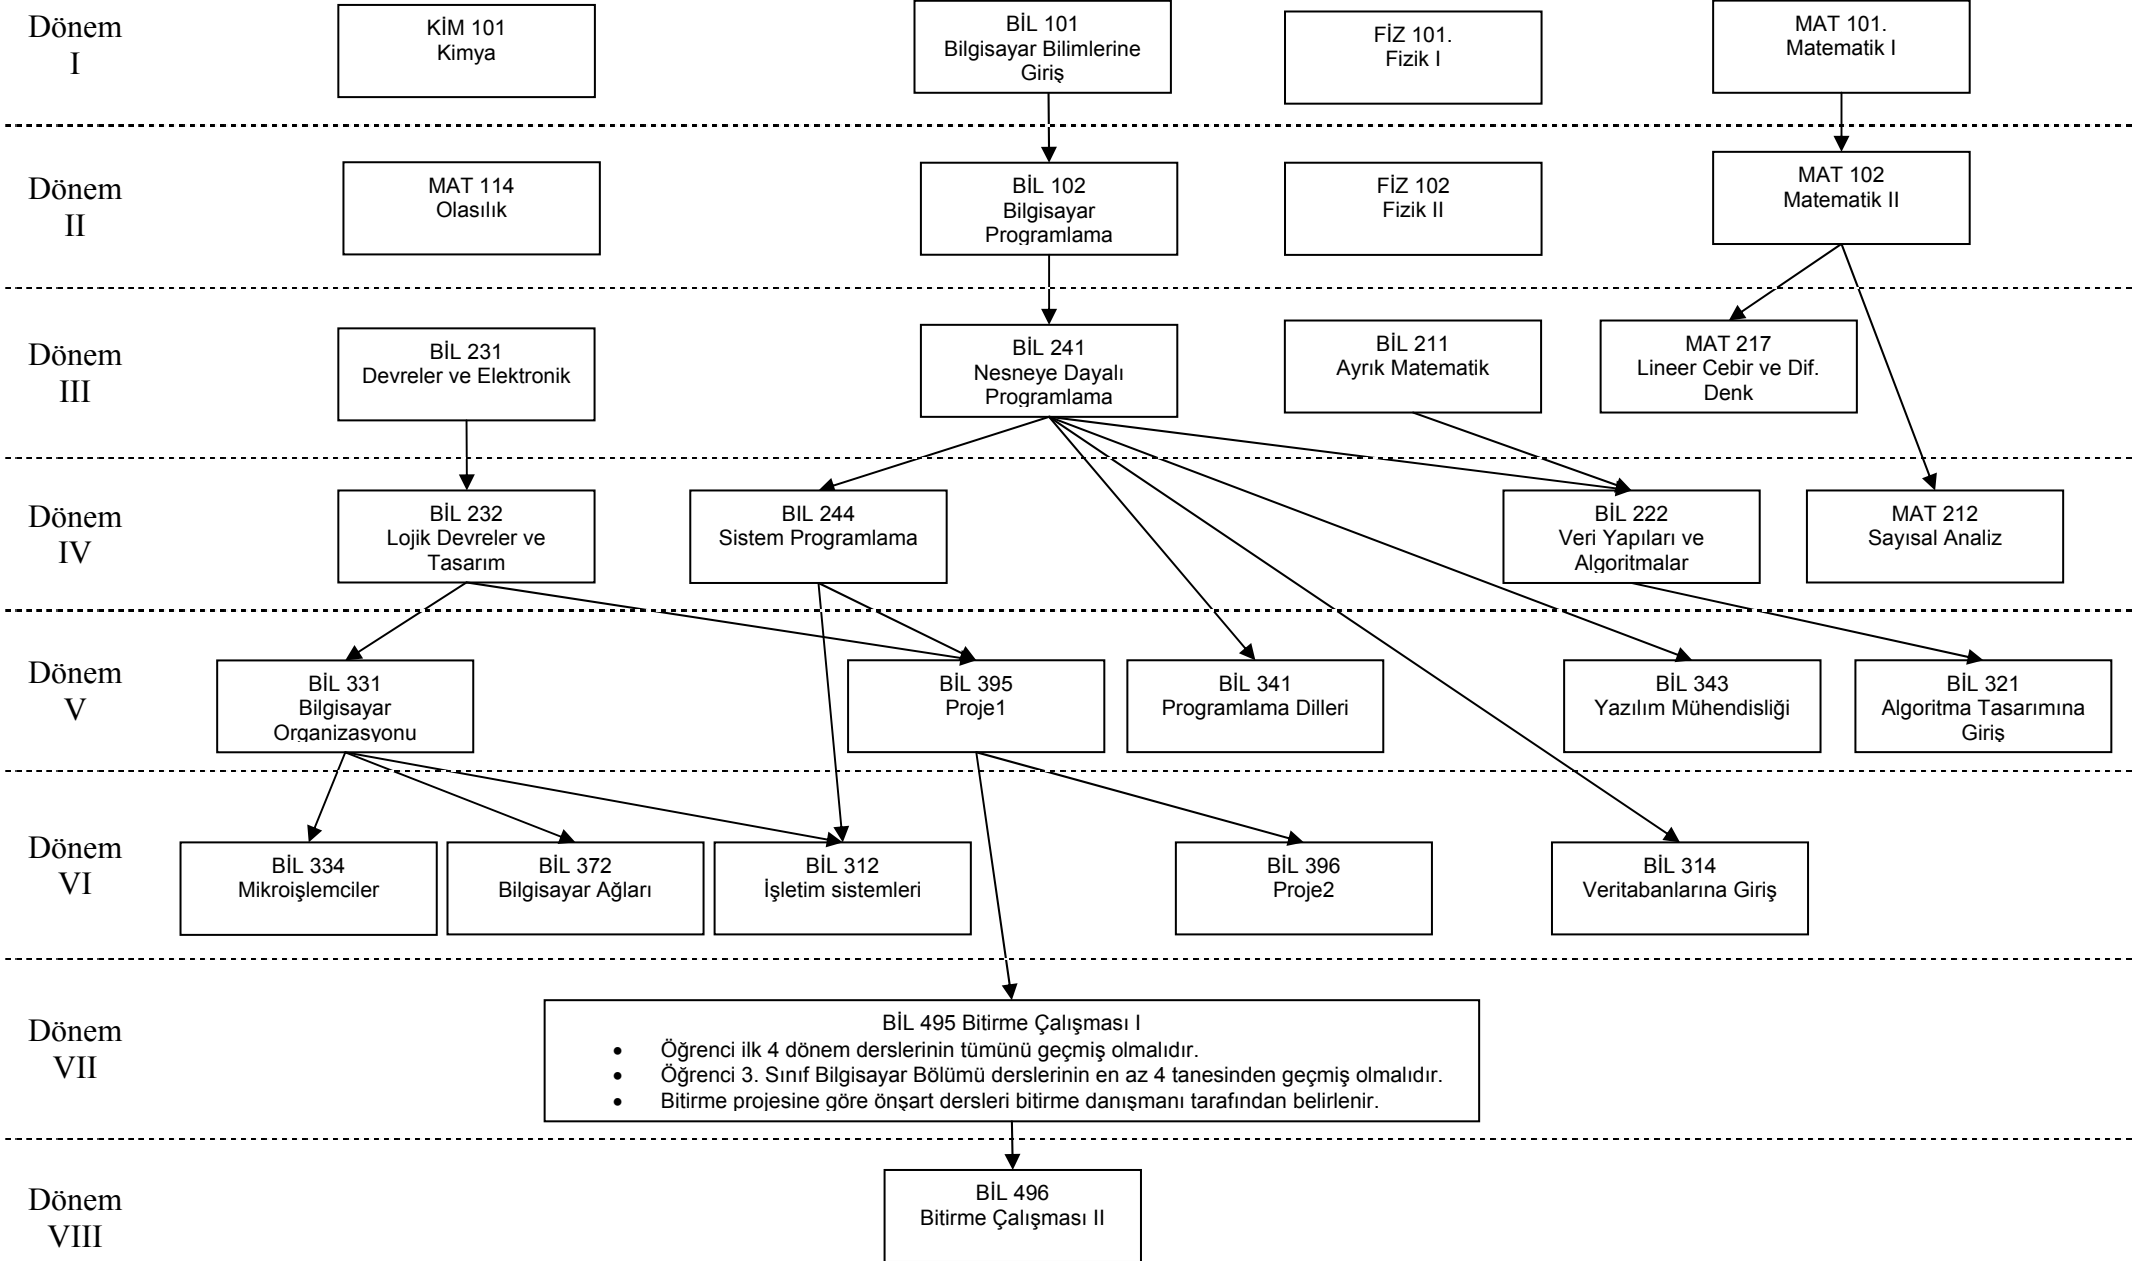 Dönem
I
KİM 101
Kimya
BİL 101
Bilgisayar Bilimlerine
Giriş
FİZ 101.
Fizik I
MAT 101.
Matematik I
Dönem
II
MAT 114
Olasılık
BİL 102
Bilgisayar
Programlama
FİZ 102
Fizik II
MAT 102
Matematik II
Dönem
III
BİL 231
Devreler ve Elektronik
BİL 241
Nesneye Dayalı
Programlama
BİL 211
Ayrık Matematik
MAT 217
Lineer Cebir ve Dif.
Denk
Dönem
IV
BİL 232
Lojik Devreler ve
Tasarım
BIL 244
Sistem Programlama
BİL 222
Veri Yapıları ve
Algoritmalar
MAT 212
Sayısal Analiz
Dönem
V
BİL 331
Bilgisayar
Organizasyonu
BİL 395
Proje1
BİL 341
Programlama Dilleri
BİL 343
Yazılım Mühendisliği
BİL 321
Algoritma Tasarımına
Giriş
Dönem
VI
BİL 334
Mikroişlemciler
BİL 372
Bilgisayar Ağları
BİL 312
İşletim sistemleri
BİL 396
Proje2
BİL 314
Veritabanlarına Giriş
Dönem
VII
BİL 495 Bitirme Çalışması I
• Öğrenci ilk 4 dönem derslerinin tümünü geçmiş olmalıdır.
• Öğrenci 3. Sınıf Bilgisayar Bölümü derslerinin en az 4 tanesinden geçmiş olmalıdır.
• Bitirme projesine göre önşart dersleri bitirme danışmanı tarafından belirlenir.
Dönem
VIII
BİL 496
Bitirme Çalışması II